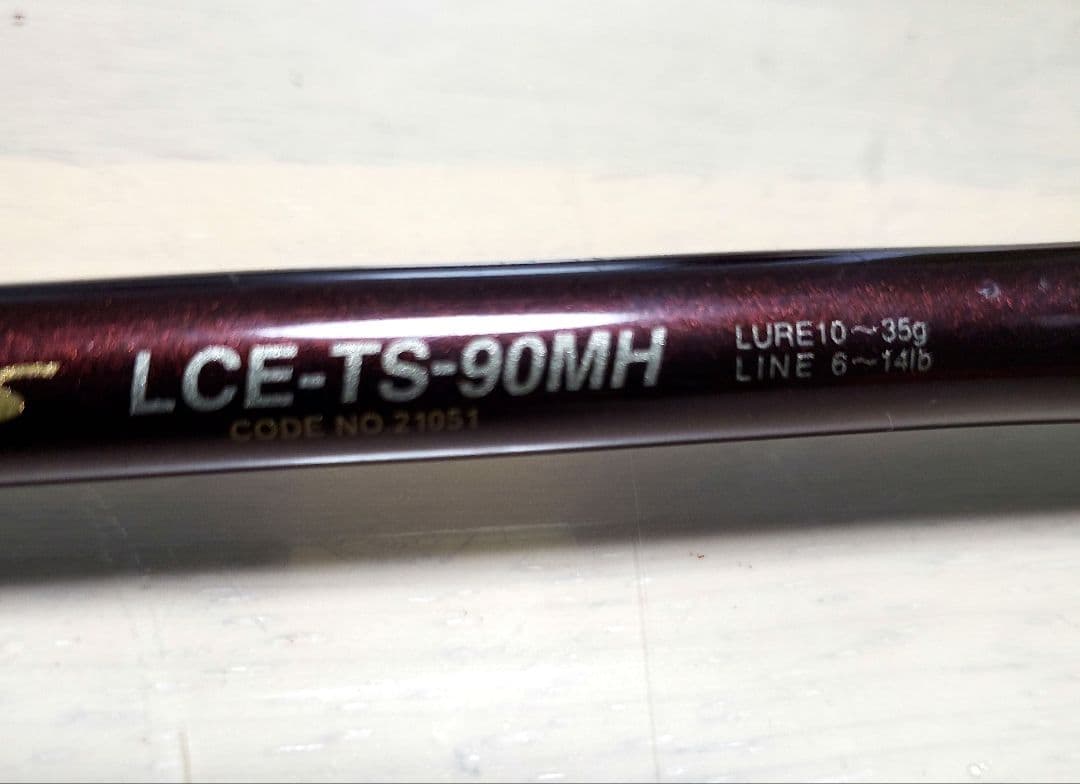 LCE-TS-90MH
CODE NO.21051
LURE10～35g
LINE 6～14lb